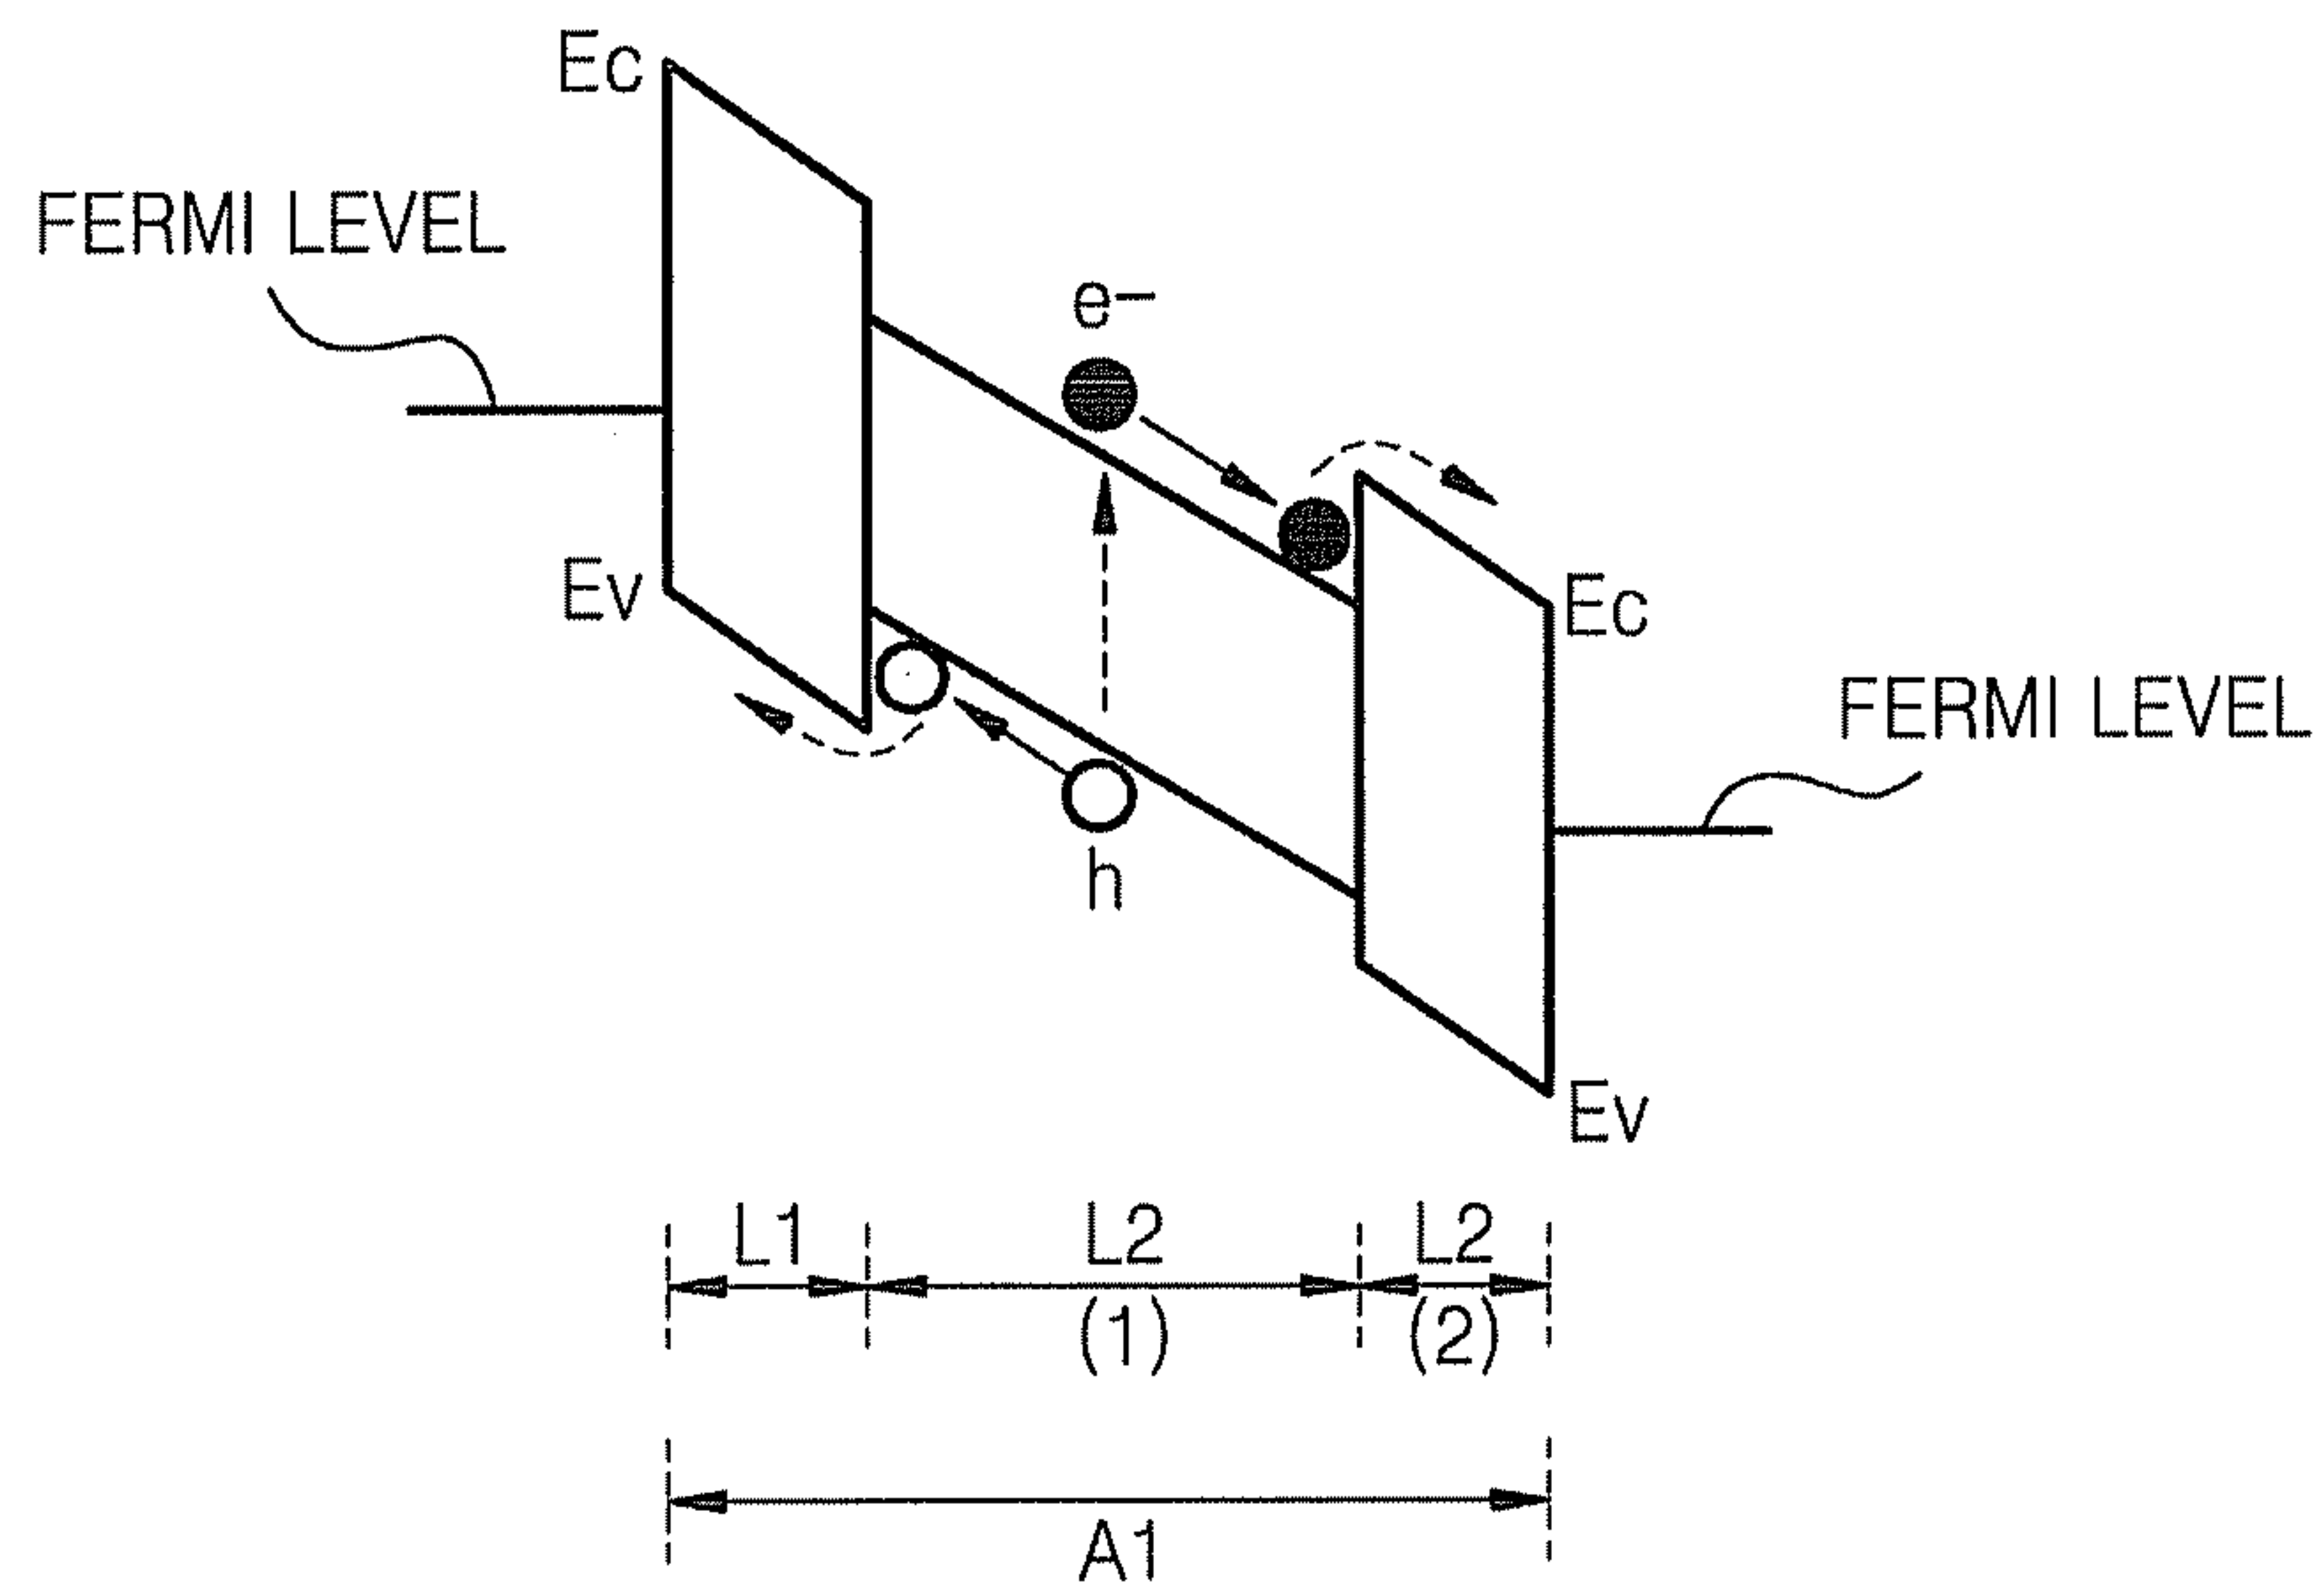 Ec
FERMI LEVEL
e−
Ev
Ec
FERMI LEVEL
h
Ev
L1
L2
L2
(1)
(2)
A1